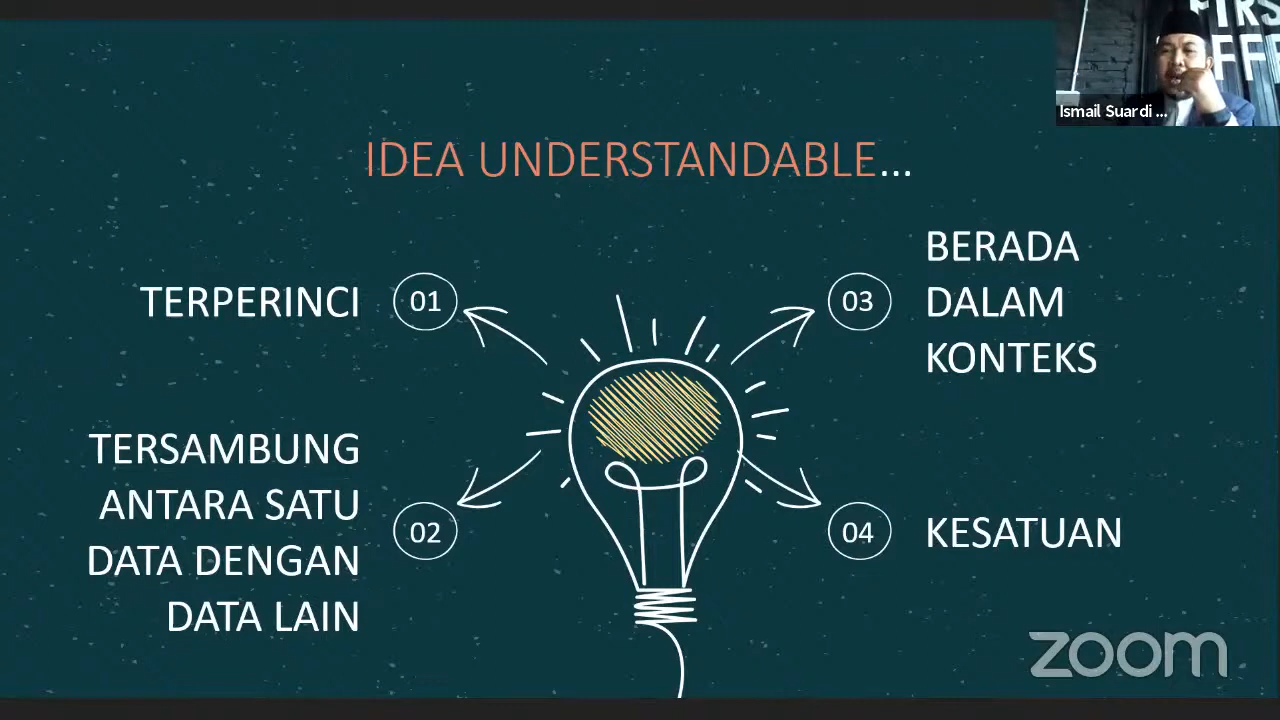 IDEA UNDERSTANDABLE...
TERPERINCI
01
TERSAMBUNG
ANTARA SATU
DATA DENGAN
DATA LAIN
02
03
BERADA
DALAM
KONTEKS
04
KESATUAN
Ismail Suardi ...
zoom